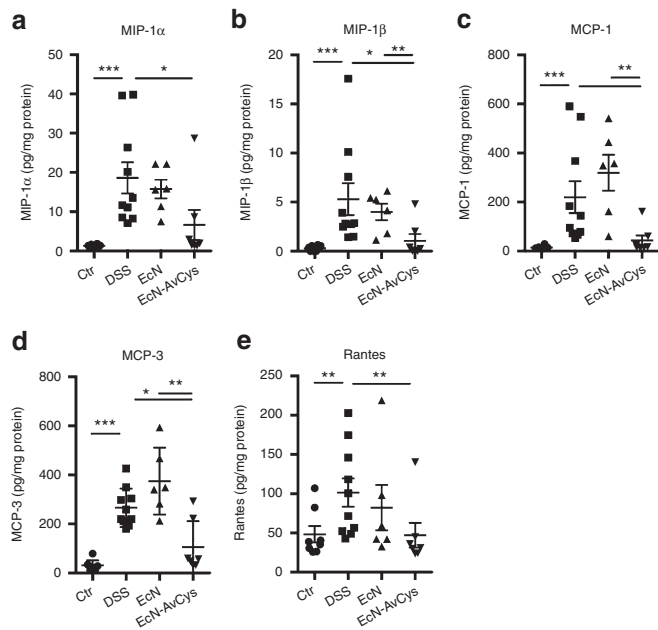 a
MIP-1α
***
*
MIP-1α (pg/mg protein)
50
40
30
20
10
0
Ctr
DSS
EcN
EcN-AvCys
b
MIP-1β
***
*
**
MIP-1β (pg/mg protein)
20
15
10
5
0
Ctr
DSS
EcN
EcN-AvCys
c
MCP-1
***
**
MCP-1 (pg/mg protein)
800
600
400
200
0
Ctr
DSS
EcN
EcN-AvCys
d
MCP-3
***
*
**
MCP-3 (pg/mg protein)
800
600
400
200
0
Ctr
DSS
EcN
EcN-AvCys
e
Rantes
**
**
Rantes (pg/mg protein)
250
200
150
100
50
0
Ctr
DSS
EcN
EcN-AvCys